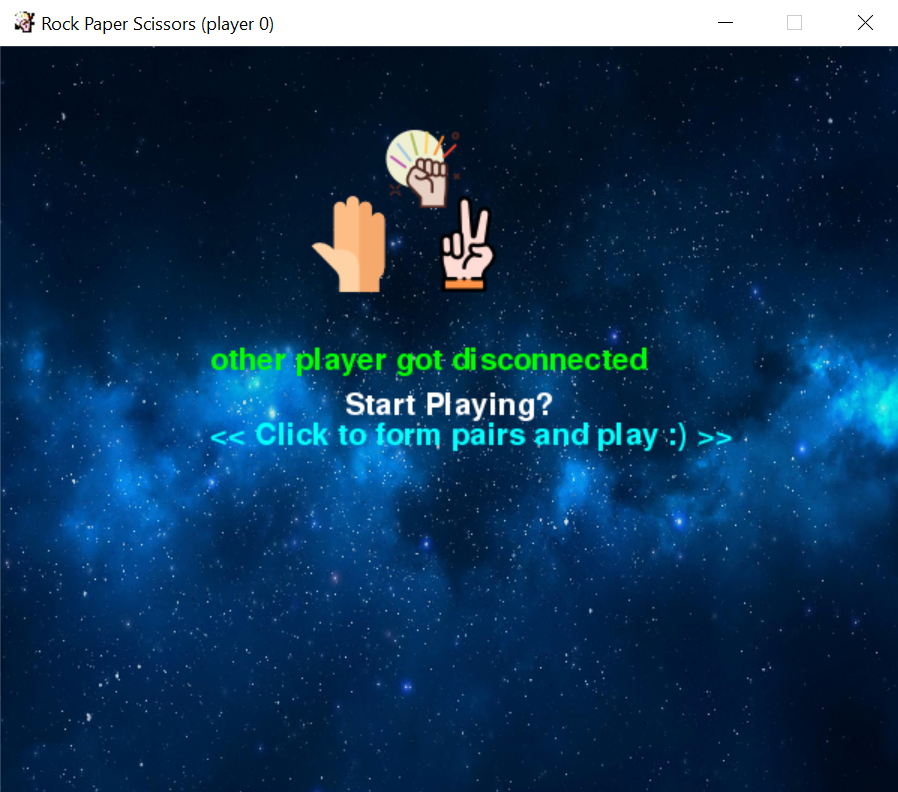 Rock Paper Scissors (player 0)
other player got disconnected
Start Playing?
<< Click to form pairs and play :) >>